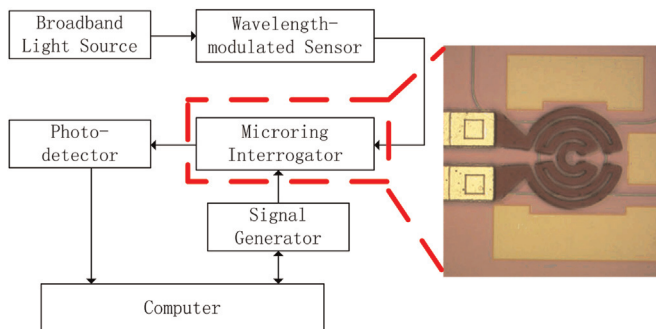 Broadband
Light Source
Wavelength-
modulated Sensor
Photo-
detector
Microring
Interrogator
Signal
Generator
Computer